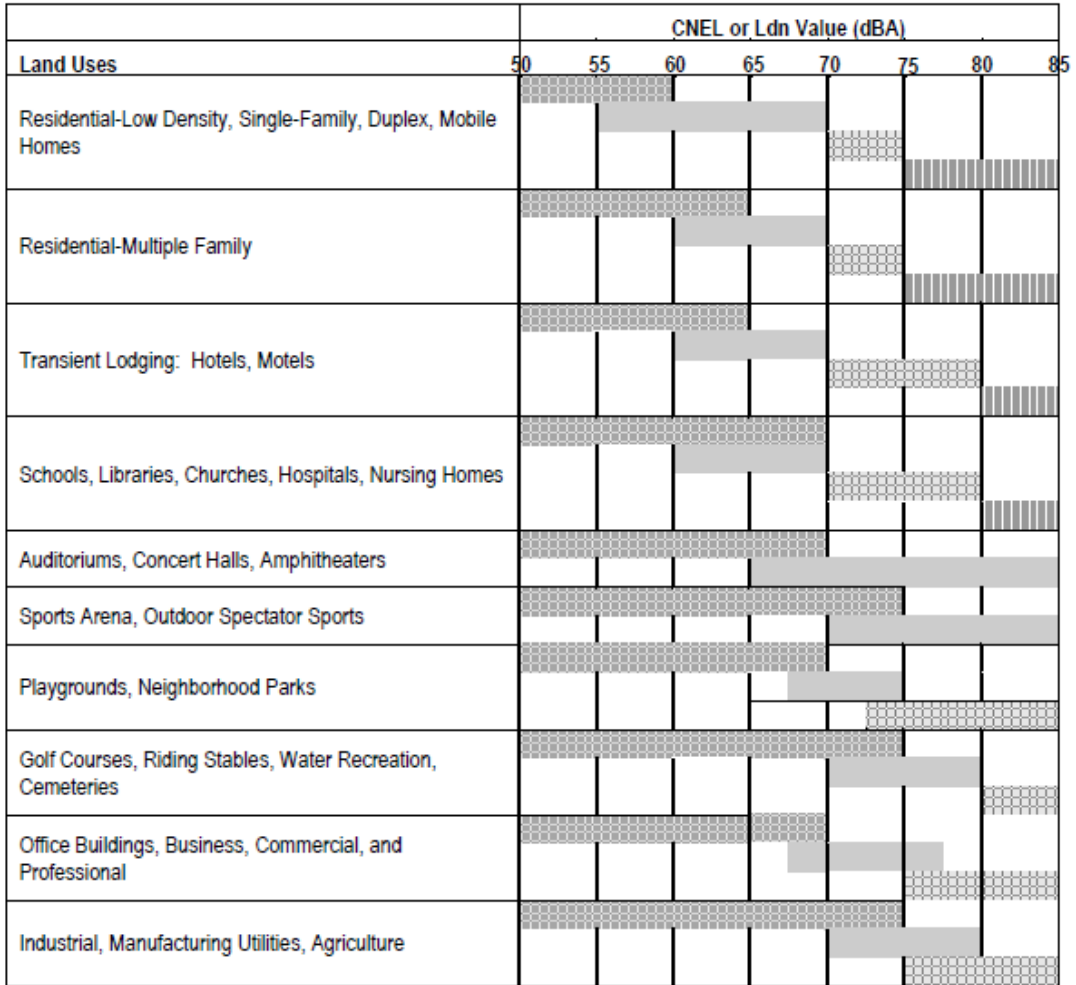 CNEL or Ldn Value (dBA)
Land Uses 50 55 60 65 70 75 80 85
Residential-Low Density, Single-Family, Duplex, Mobile
Homes
Residential-Multiple Family
Transient Lodging: Hotels, Motels
Schools, Libraries, Churches, Hospitals, Nursing Homes
Auditoriums, Concert Halls, Amphitheaters
Sports Arena, Outdoor Spectator Sports
Playgrounds, Neighborhood Parks
Golf Courses, Riding Stables, Water Recreation,
Cemeteries
Office Buildings, Business, Commercial, and
Professional
Industrial, Manufacturing Utilities, Agriculture